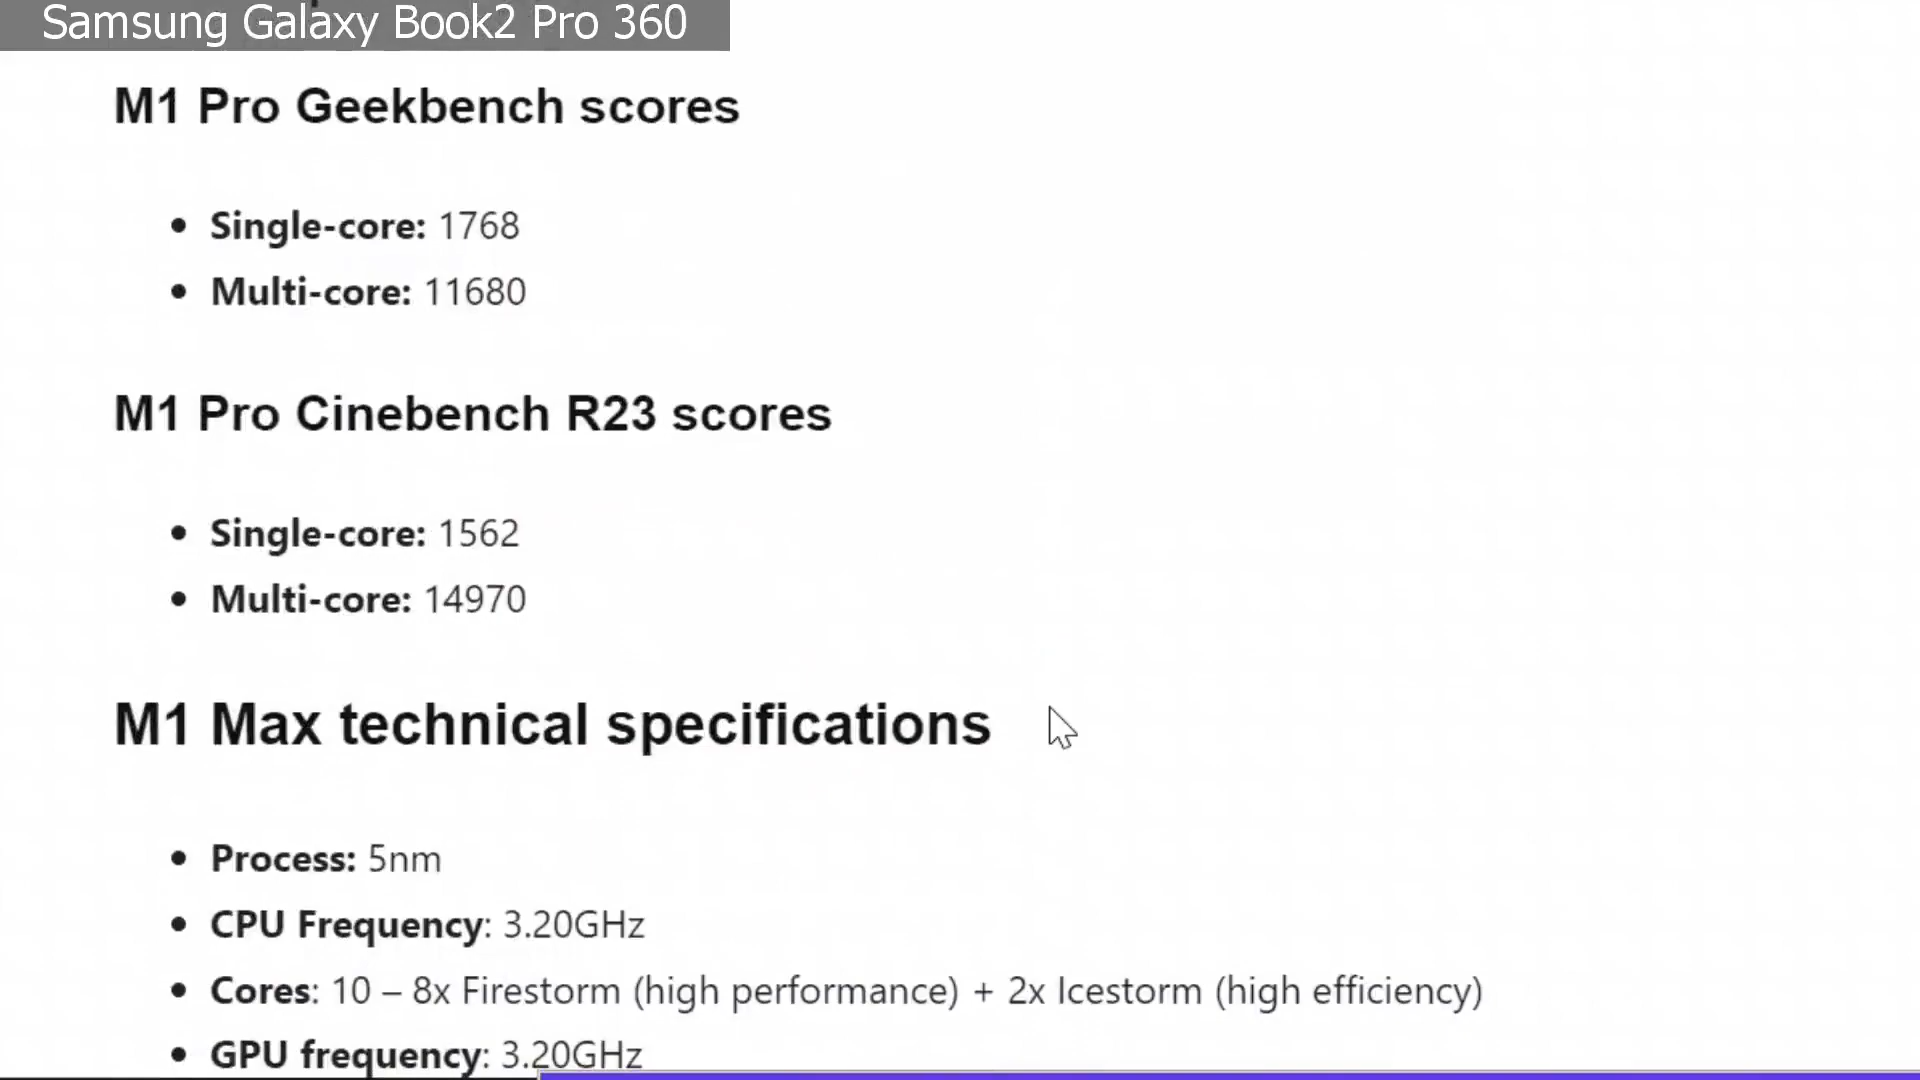 Samsung Galaxy Book2 Pro 360
M1 Pro Geekbench scores
• Single-core: 1768
• Multi-core: 11680
M1 Pro Cinebench R23 scores
• Single-core: 1562
• Multi-core: 14970
M1 Max technical specifications
• Process: 5nm
• CPU Frequency: 3.20GHz
• Cores: 10 – 8x Firestorm (high performance) + 2x Icestorm (high efficiency)
• GPU frequency: 3.20GHz